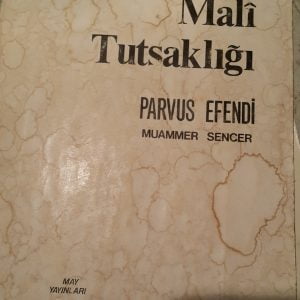 Malî
Tutsaklığı
PARVUS EFENDİ
MUAMMER SENCER
MAY
YAYINLARI